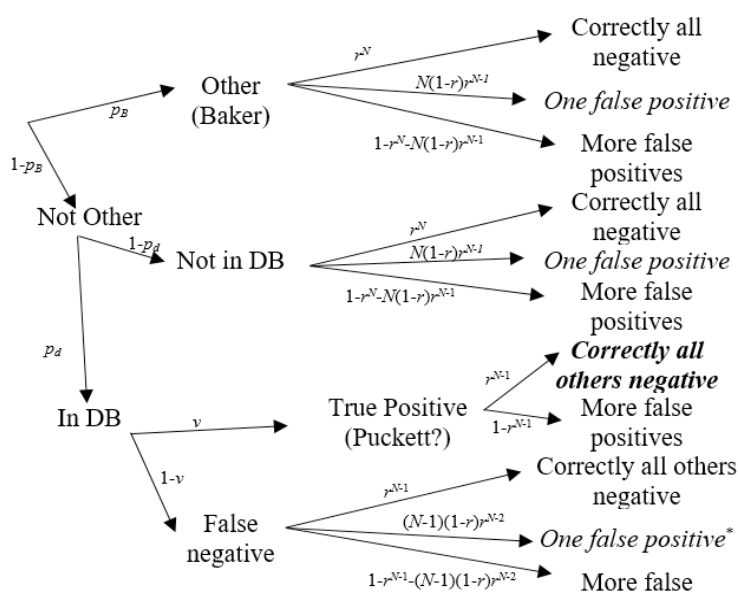 Correctly all
negative
r^N
Other
(Baker)
p_B
N(1-r)r^{N-1}
One false positive
1-r^N-N(1-r)r^{N-1}
More false
positives
1-p_B
Not Other
Correctly all
negative
r^N
1-p_d
Not in DB
N(1-r)r^{N-1}
One false positive
1-r^N-N(1-r)r^{N-1}
More false
positives
p_d
Correctly all
others negative
r^{N-1}
In DB
v
True Positive
(Puckett?)
1-r^{N-1}
More false
positives
1-v
Correctly all others
negative
r^{N-1}
False
negative
(N-1)(1-r)r^{N-2}
One false positive*
1-r^{N-1}-(N-1)(1-r)r^{N-2}
More false